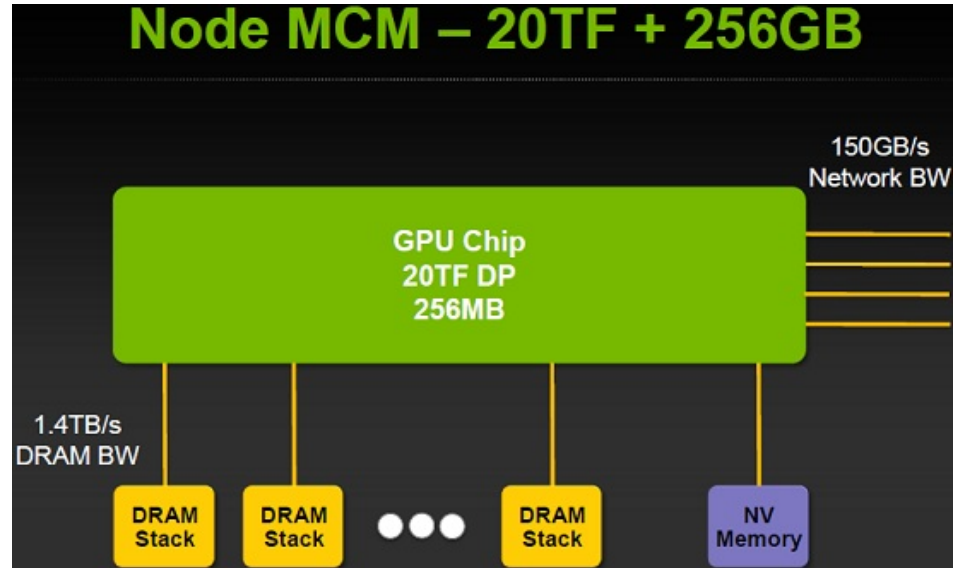 Node MCM – 20TF + 256GB
150GB/s
Network BW
GPU Chip
20TF DP
256MB
1.4TB/s
DRAM BW
DRAM
Stack
DRAM
Stack
DRAM
Stack
NV
Memory